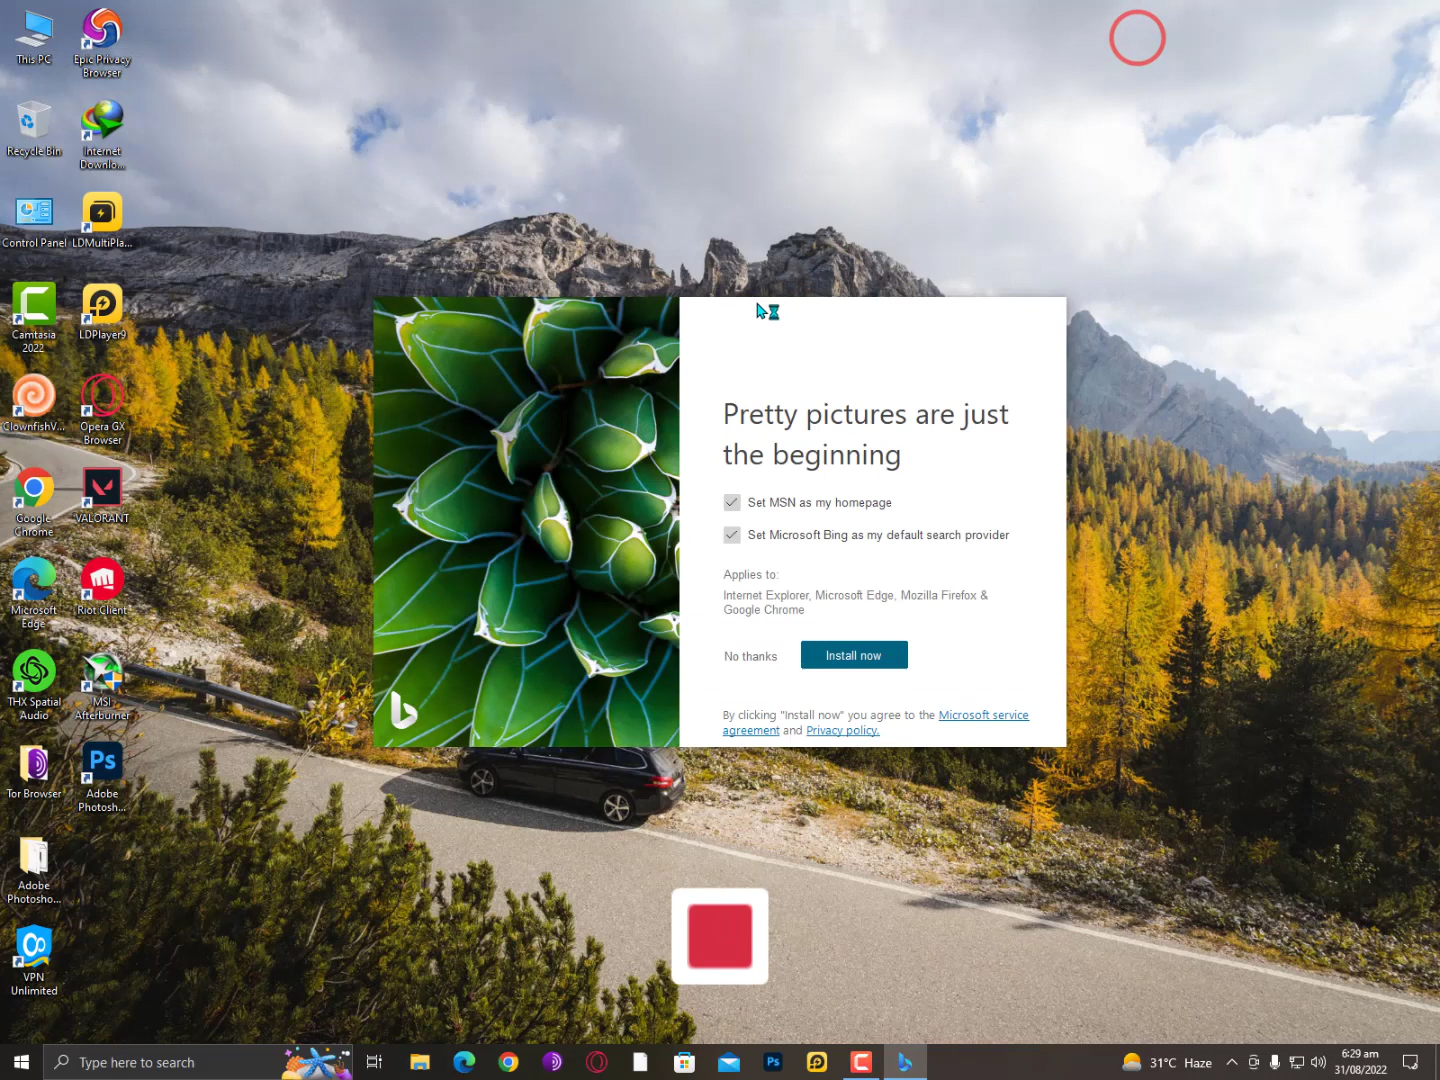 This PC
Epic Privacy
Browser
Recycle Bin
Internet
Downlo...
Control Panel
LDMultiPla...
Camtasia
2022
LDPlayer9
ClownfishV...
Opera GX
Browser
Google
Chrome
VALORANT
Microsoft
Edge
Riot Client
THX Spatial
Audio
MSI
Afterburner
Tor Browser
Ps
Adobe
Photosh...
Adobe
Photosho...
VPN
Unlimited
Pretty pictures are just
the beginning
Set MSN as my homepage
Set Microsoft Bing as my default search provider
Applies to:
Internet Explorer, Microsoft Edge, Mozilla Firefox &
Google Chrome
No thanks
Install now
By clicking "Install now" you agree to the Microsoft service
agreement and Privacy policy.
Type here to search
Ps
31°C Haze
6:29 am
31/08/2022